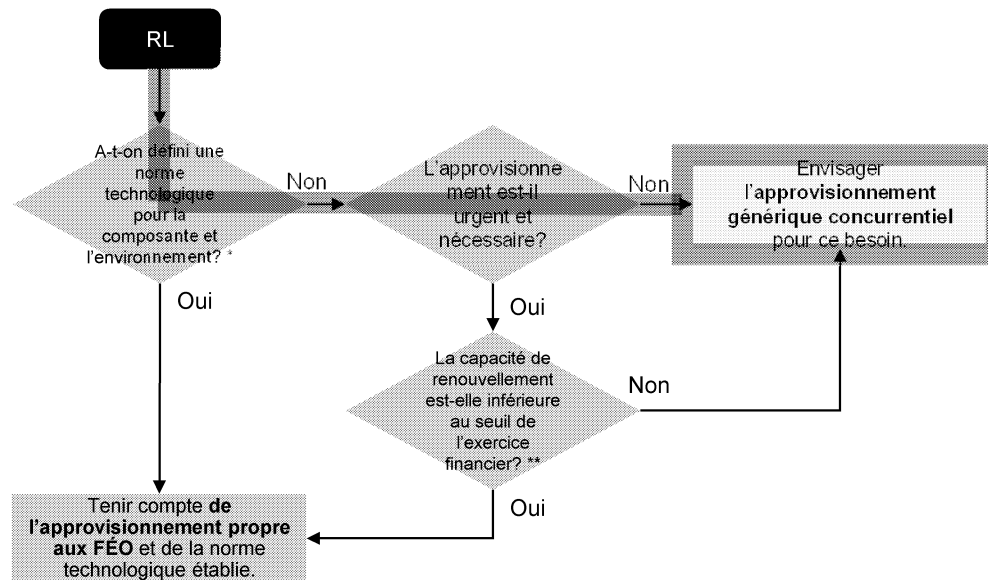 RL
A-t-on défini une
norme
technologique
pour la
composante et
l'environnement? *
Non
L'approvisionne
ment est-il
urgent et
nécessaire?
Non
Envisager
l'approvisionnement
générique concurrentiel
pour ce besoin.
Oui
Oui
La capacité de
renouvellement
est-elle inférieure
au seuil de
l'exercice
financier? **
Non
Oui
Tenir compte de
l'approvisionnement propre
aux FÉO et de la norme
technologique établie.